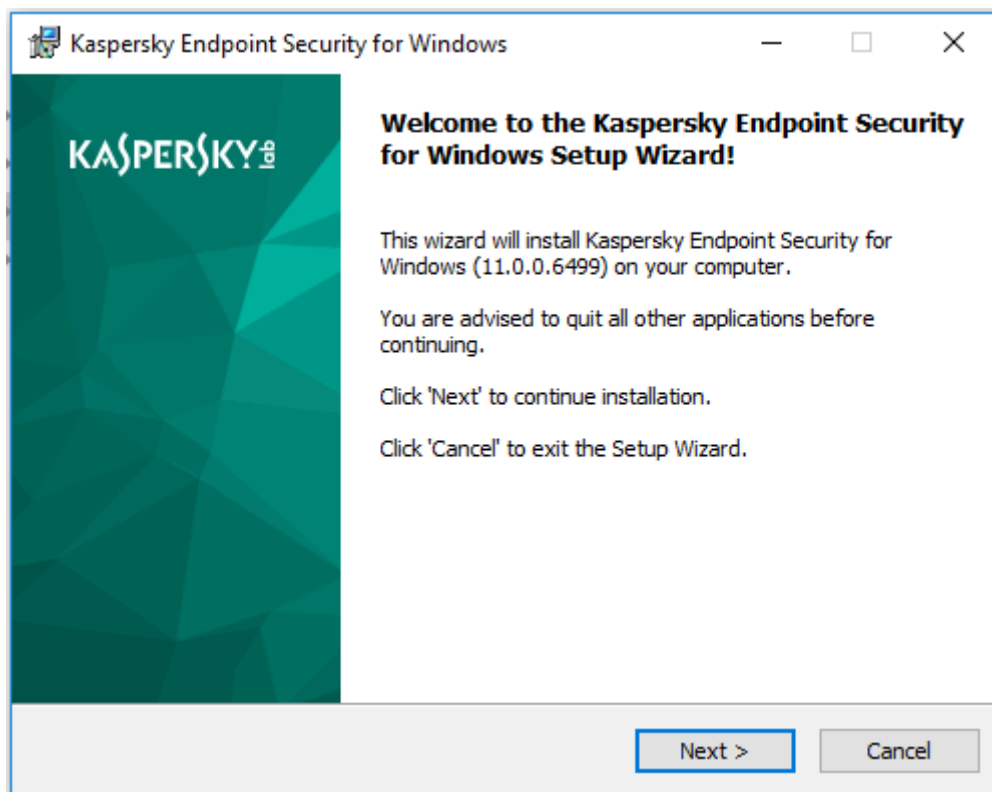 Kaspersky Endpoint Security for Windows
KASPERSKY lab
Welcome to the Kaspersky Endpoint Security
for Windows Setup Wizard!
This wizard will install Kaspersky Endpoint Security for
Windows (11.0.0.6499) on your computer.
You are advised to quit all other applications before
continuing.
Click 'Next' to continue installation.
Click 'Cancel' to exit the Setup Wizard.
Next >
Cancel